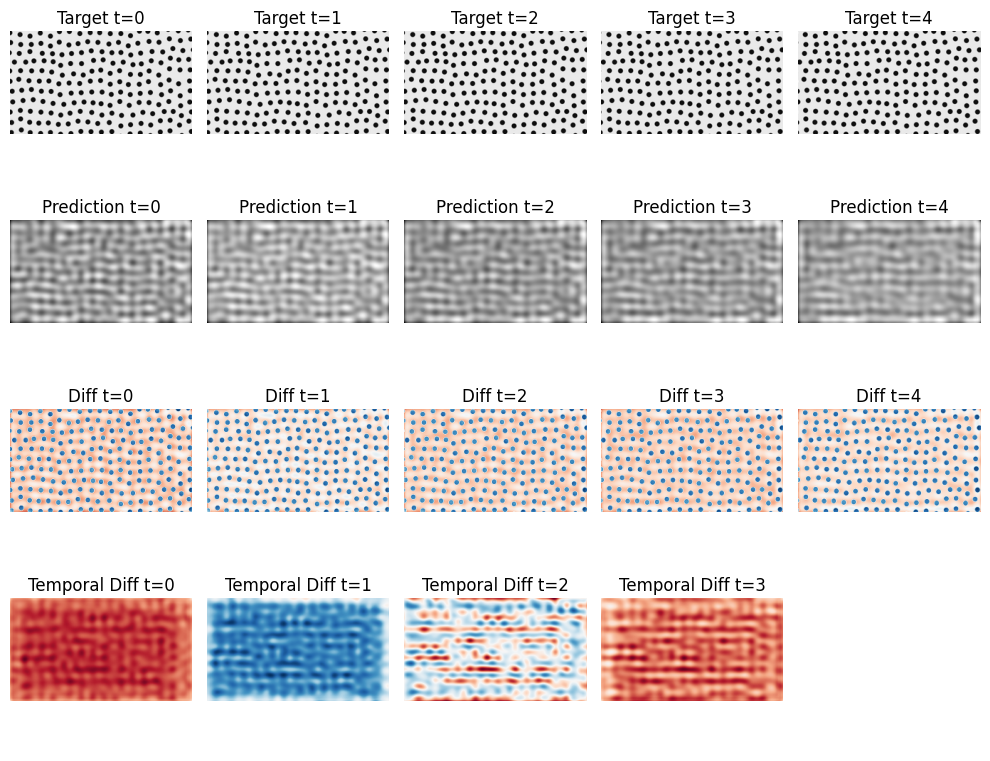 Target t=0 Target t=1 Target t=2 Target t=3 Target t=4
Prediction t=0 Prediction t=1 Prediction t=2 Prediction t=3 Prediction t=4
Diff t=0 Diff t=1 Diff t=2 Diff t=3 Diff t=4
Temporal Diff t=0 Temporal Diff t=1 Temporal Diff t=2 Temporal Diff t=3